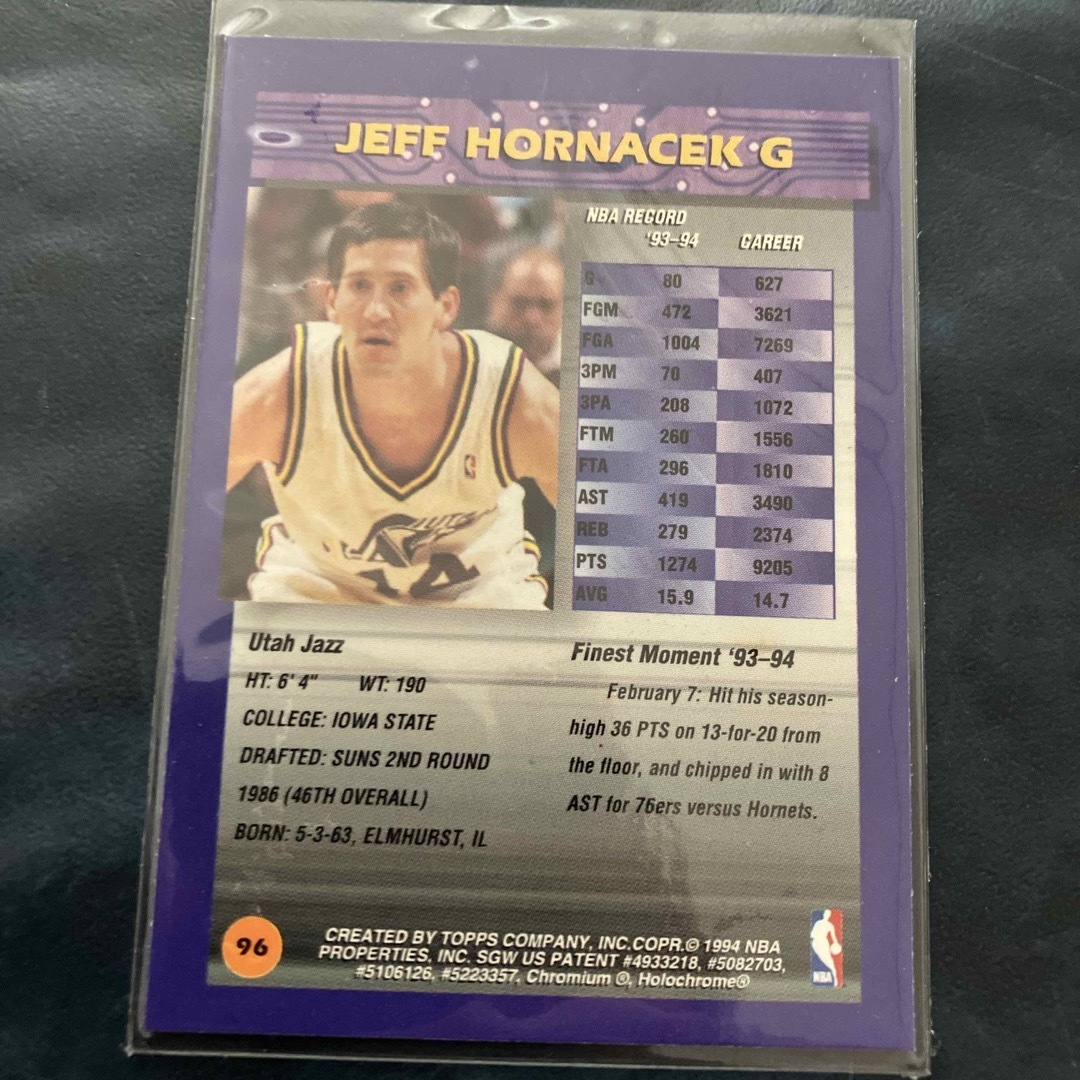 JEFF HORNACEK G
NBA RECORD
'93–94 CAREER
G 80 627
FGM 472 3621
FGA 1004 7269
3PM 70 407
3PA 208 1072
FTM 260 1556
FTA 296 1810
AST 419 3490
REB 279 2374
PTS 1274 9205
AVG 15.9 14.7
Utah Jazz
HT: 6' 4" WT: 190
COLLEGE: IOWA STATE
DRAFTED: SUNS 2ND ROUND
1986 (46TH OVERALL)
BORN: 5-3-63, ELMHURST, IL
Finest Moment '93–94
February 7: Hit his season-
high 36 PTS on 13-for-20 from
the floor, and chipped in with 8
AST for 76ers versus Hornets.
96
CREATED BY TOPPS COMPANY, INC.COPR.© 1994 NBA
PROPERTIES, INC. SGW US PATENT #4933218, #5082703,
#5106126, #5223357, Chromium ®, Holochrome®
NBA